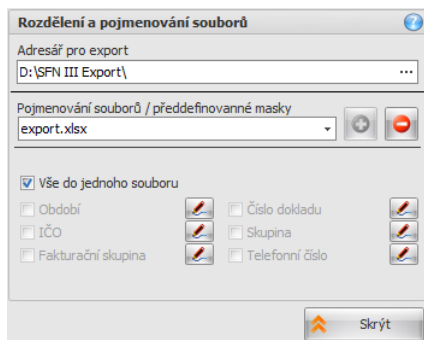 Rozdělení a pojmenování souborů
Adresář pro export
D:\SFN III Export\
Pojmenování souborů / předdefinovanné masky
export.xlsx
Vše do jednoho souboru
Období
Číslo dokladu
IČO
Skupina
Fakturační skupina
Telefonní číslo
Skrýt